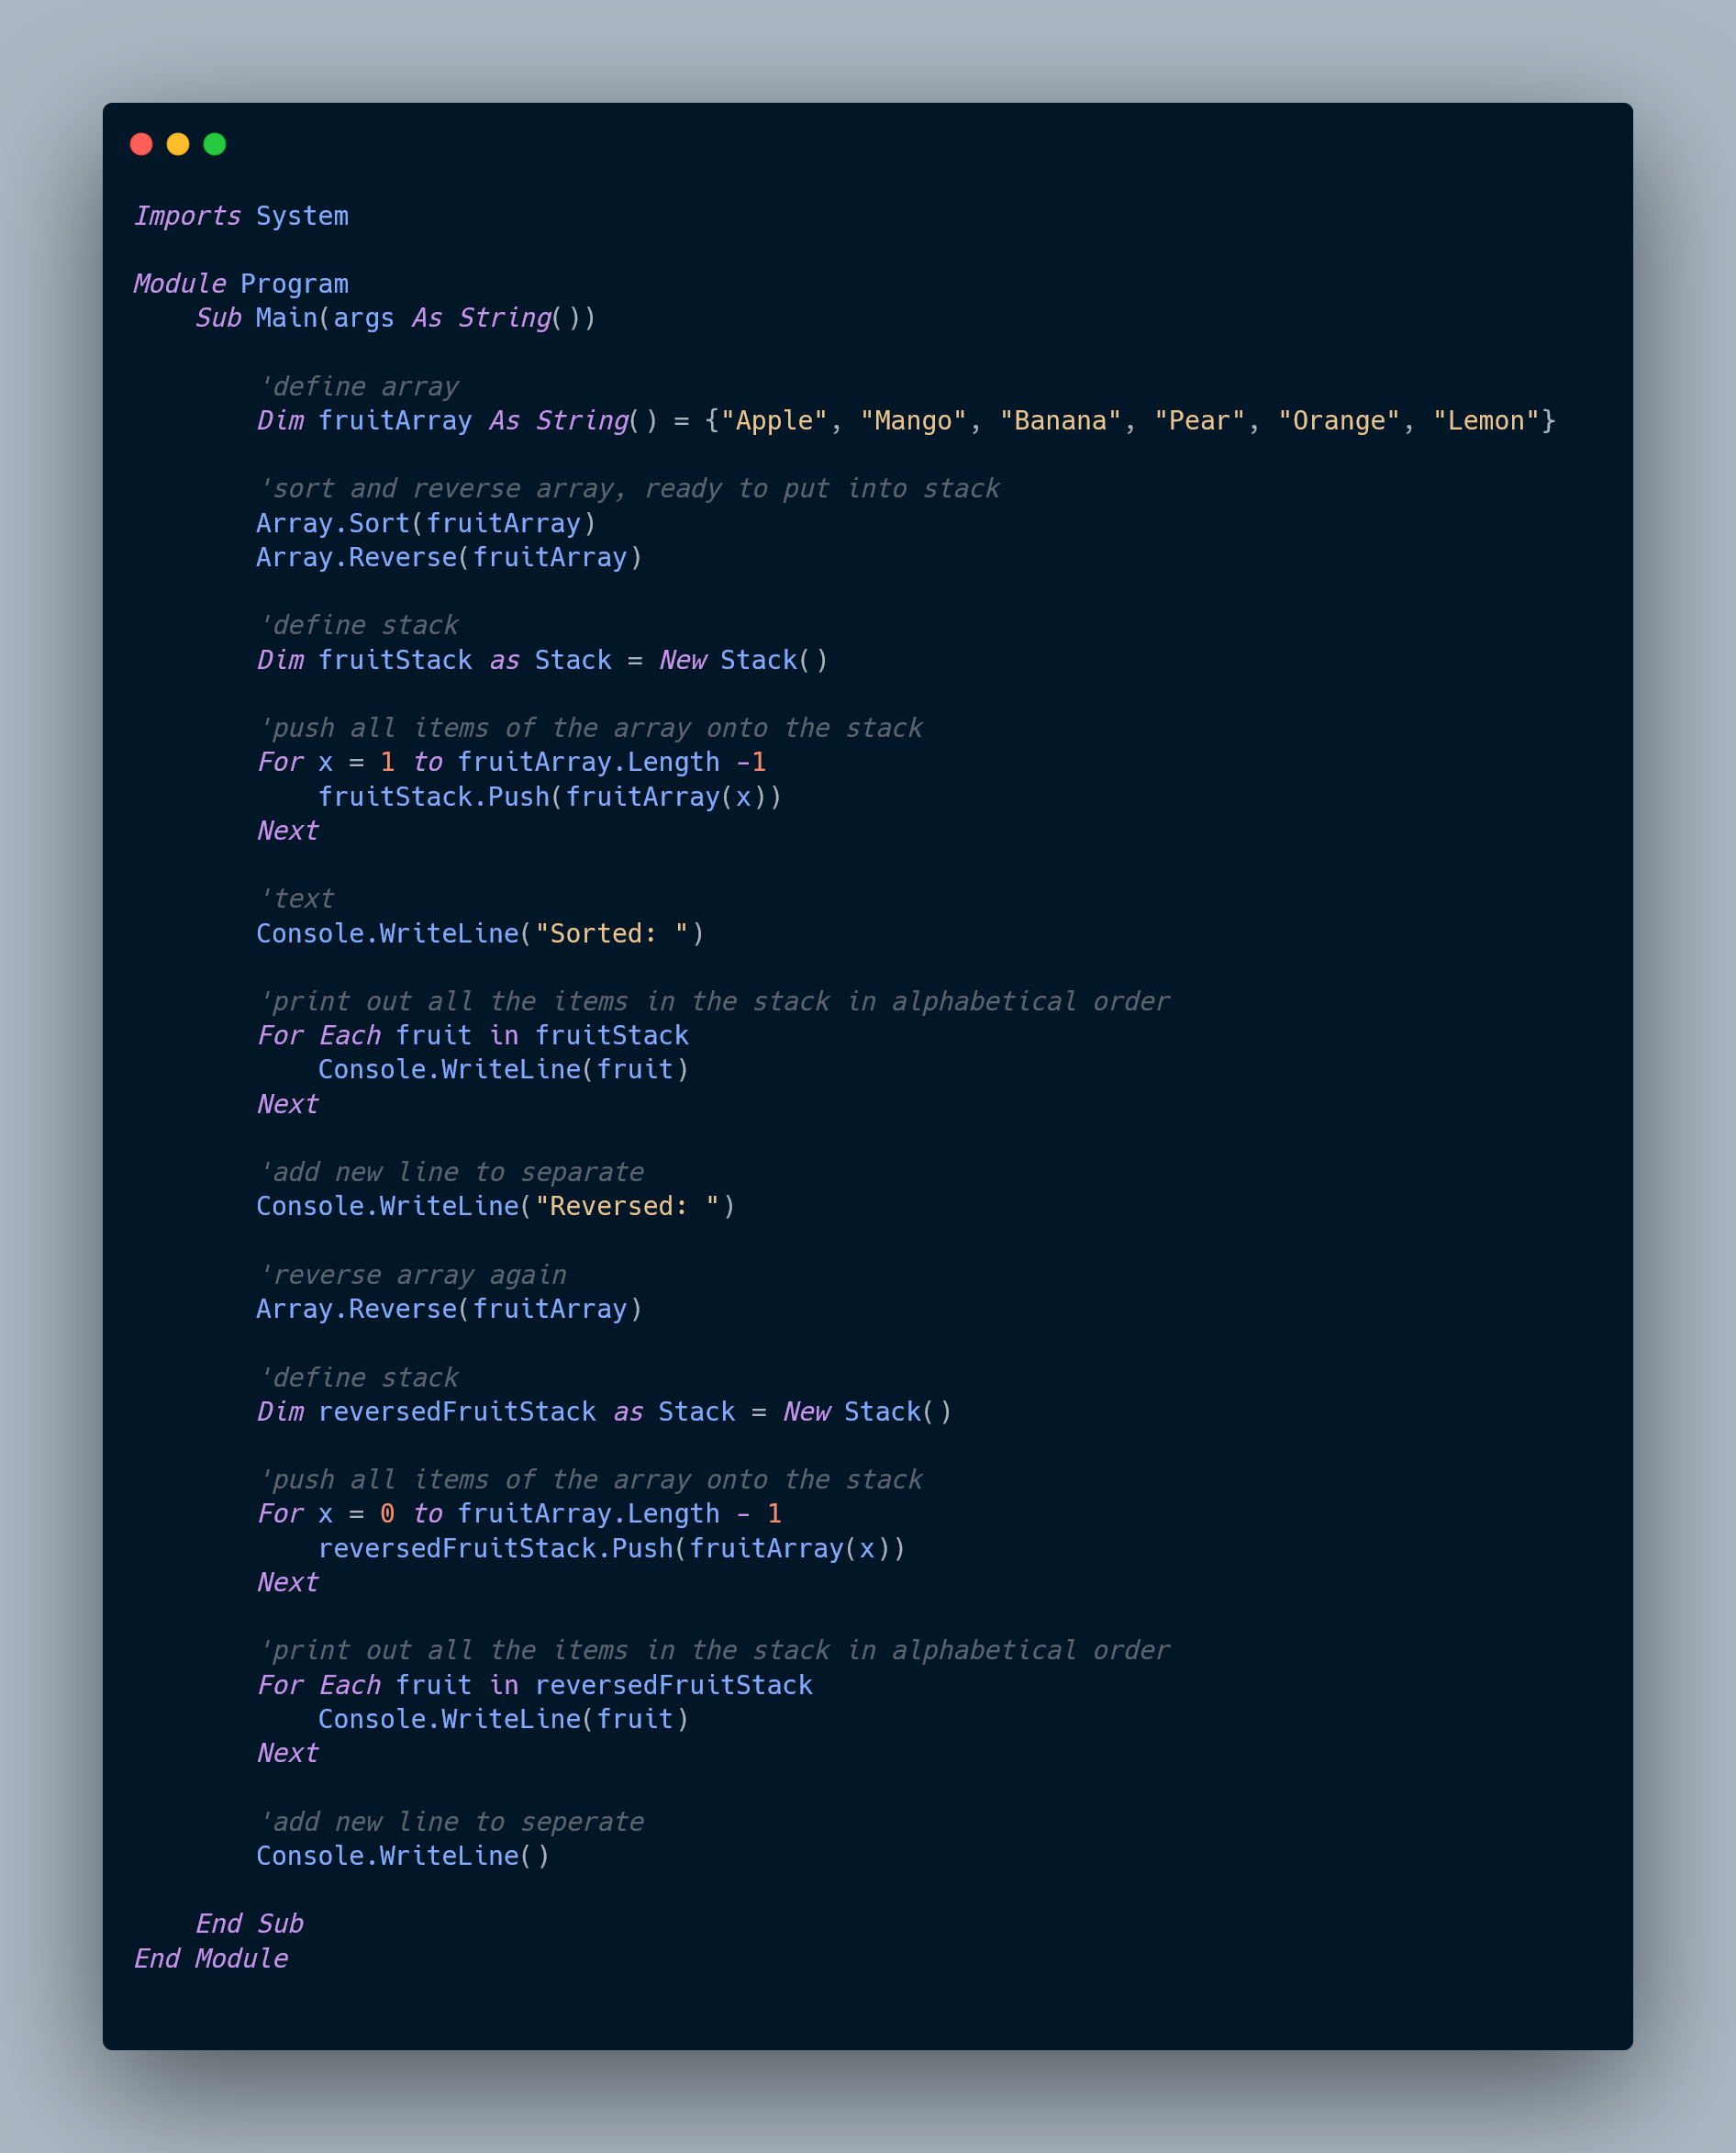 Imports System

Module Program
    Sub Main(args As String())

        'define array
        Dim fruitArray As String() = {"Apple", "Mango", "Banana", "Pear", "Orange", "Lemon"}

        'sort and reverse array, ready to put into stack
        Array.Sort(fruitArray)
        Array.Reverse(fruitArray)

        'define stack
        Dim fruitStack as Stack = New Stack()

        'push all items of the array onto the stack
        For x = 1 to fruitArray.Length -1
            fruitStack.Push(fruitArray(x))
        Next

        'text
        Console.WriteLine("Sorted: ")

        'print out all the items in the stack in alphabetical order
        For Each fruit in fruitStack
            Console.WriteLine(fruit)
        Next

        'add new line to separate
        Console.WriteLine("Reversed: ")

        'reverse array again
        Array.Reverse(fruitArray)

        'define stack
        Dim reversedFruitStack as Stack = New Stack()

        'push all items of the array onto the stack
        For x = 0 to fruitArray.Length - 1
            reversedFruitStack.Push(fruitArray(x))
        Next

        'print out all the items in the stack in alphabetical order
        For Each fruit in reversedFruitStack
            Console.WriteLine(fruit)
        Next

        'add new line to seperate
        Console.WriteLine()

    End Sub
End Module